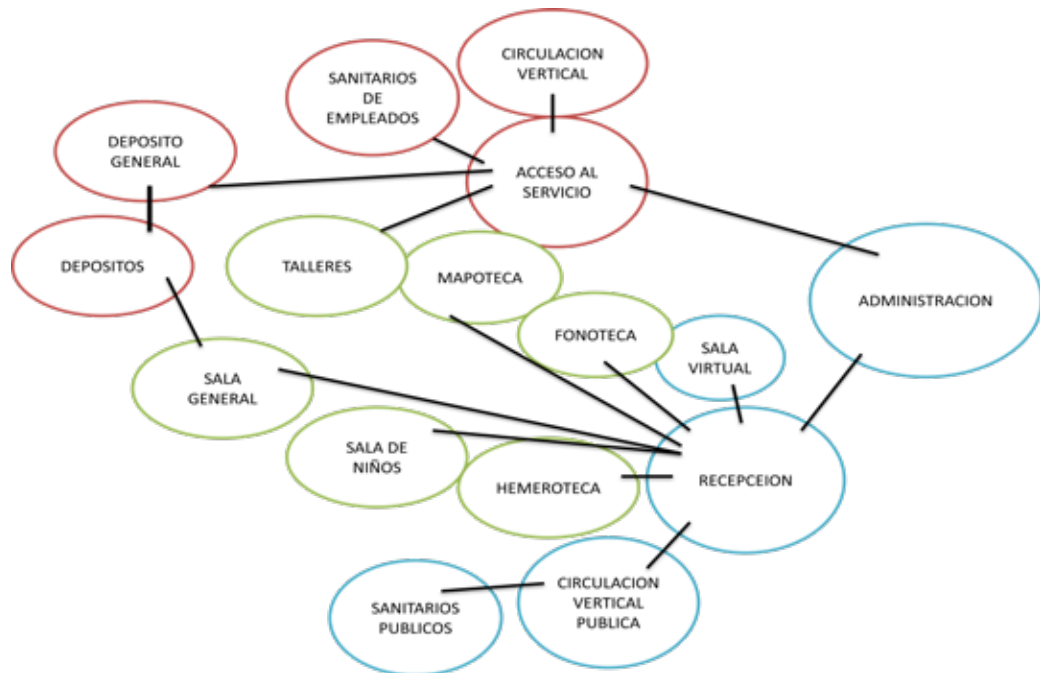 CIRCULACION
VERTICAL
SANITARIOS
DE
EMPLEADOS
DEPOSITO
GENERAL
ACCESO AL
SERVICIO
DEPOSITOS
TALLERES
MAPOTECA
ADMINISTRACION
FONOTECA
SALA
VIRTUAL
SALA
GENERAL
SALA DE
NIÑOS
HEMEROTECA
RECEPCEION
CIRCULACION
VERTICAL
PUBLICA
SANITARIOS
PUBLICOS